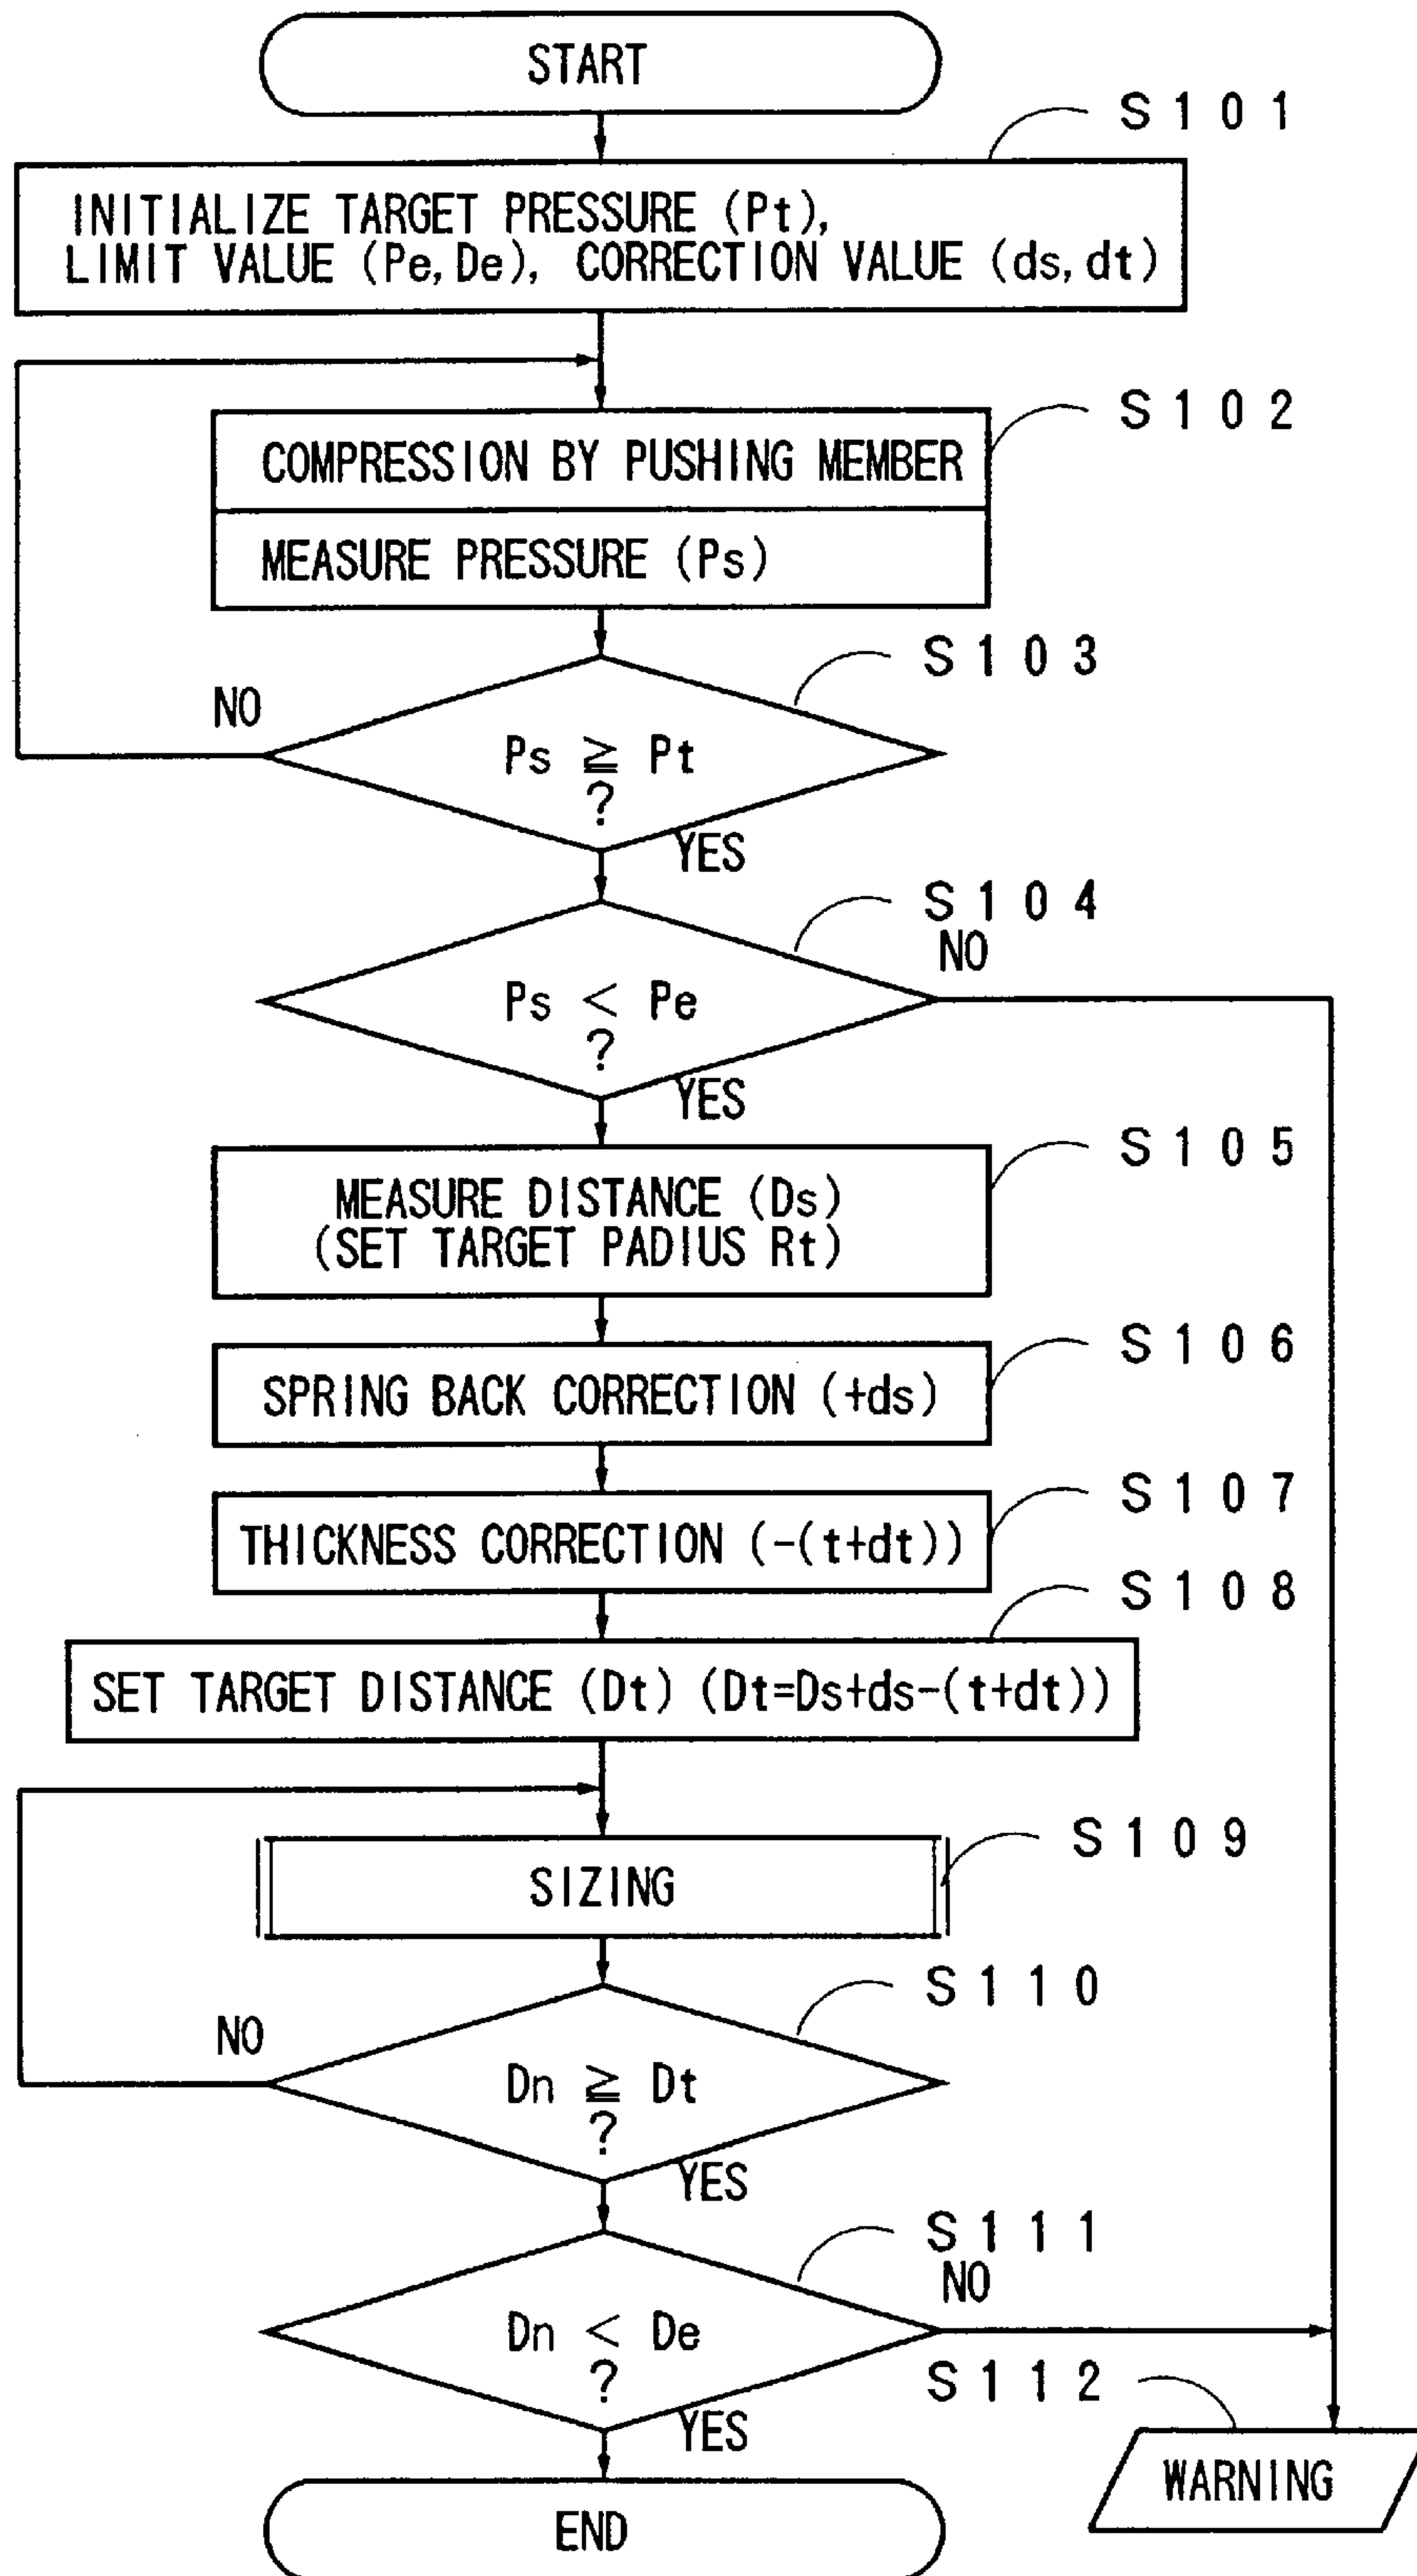 START
S101
INITIALIZE TARGET PRESSURE (Pt),
LIMIT VALUE (Pe,De), CORRECTION VALUE (ds,dt)
S102
COMPRESSION BY PUSHING MEMBER
MEASURE PRESSURE (Ps)
S103
NO
Ps ≧ Pt
?
YES
S104
NO
Ps < Pe
?
YES
S105
MEASURE DISTANCE (Ds)
(SET TARGET PADIUS Rt)
S106
SPRING BACK CORRECTION (+ds)
S107
THICKNESS CORRECTION (-(t+dt))
S108
SET TARGET DISTANCE (Dt) (Dt=Ds+ds-(t+dt))
S109
SIZING
S110
NO
Dn ≧ Dt
?
YES
S111
NO
Dn < De
?
S112
YES
WARNING
END